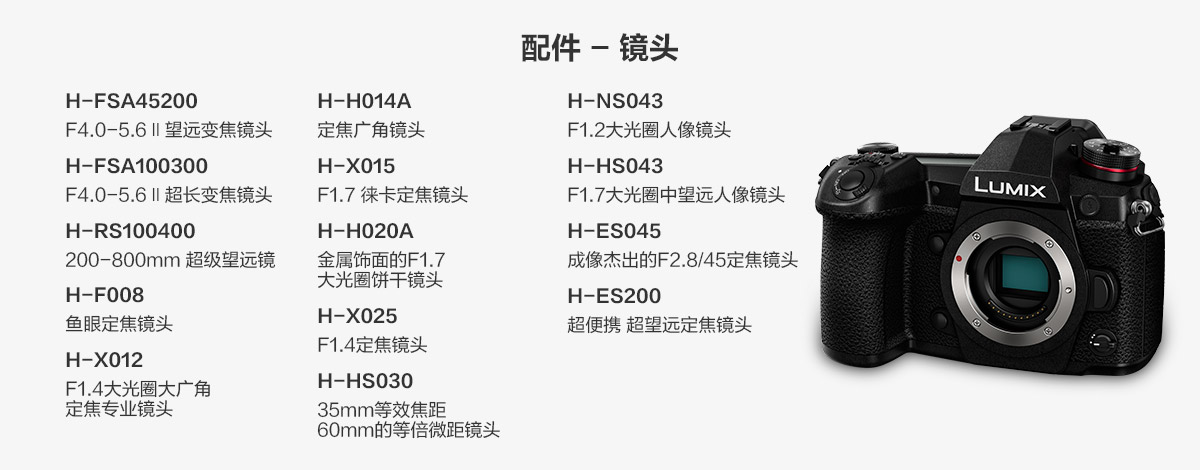 配件 - 镜头
H-FSA45200
F4.0-5.6 II 望远变焦镜头
H-FSA100300
F4.0-5.6 II 超长变焦镜头
H-RS100400
200-800mm 超级望远镜
H-F008
鱼眼定焦镜头
H-X012
F1.4大光圈大广角
定焦专业镜头
H-H014A
定焦广角镜头
H-X015
F1.7 徕卡定焦镜头
H-H020A
金属饰面的F1.7
大光圈饼干镜头
H-X025
F1.4定焦镜头
H-HS030
35mm等效焦距
60mm的等倍微距镜头
H-NS043
F1.2大光圈人像镜头
H-HS043
F1.7大光圈中望远人像镜头
H-ES045
成像杰出的F2.8/45定焦镜头
H-ES200
超便携 超望远定焦镜头
LUMIX